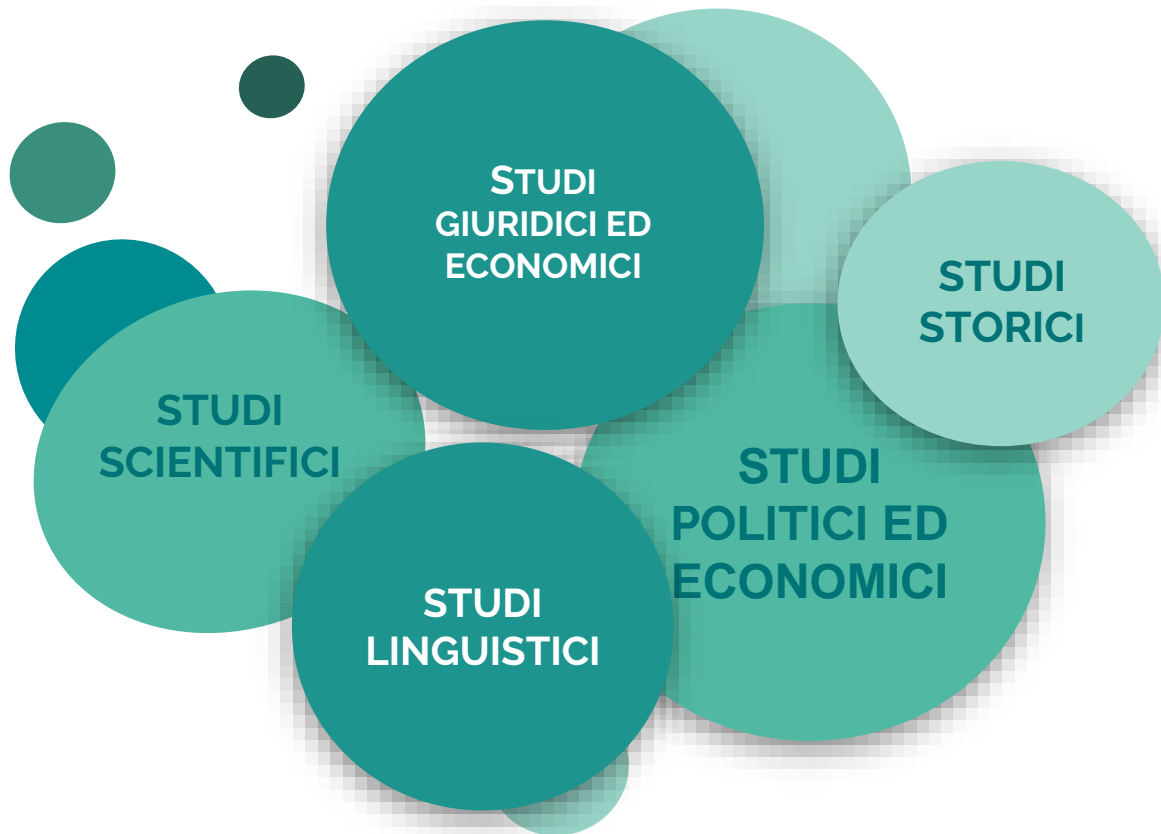 STUDI
GIURIDICI ED
ECONOMICI
STUDI
STORICI
STUDI
SCIENTIFICI
STUDI
POLITICI ED
ECONOMICI
STUDI
LINGUISTICI